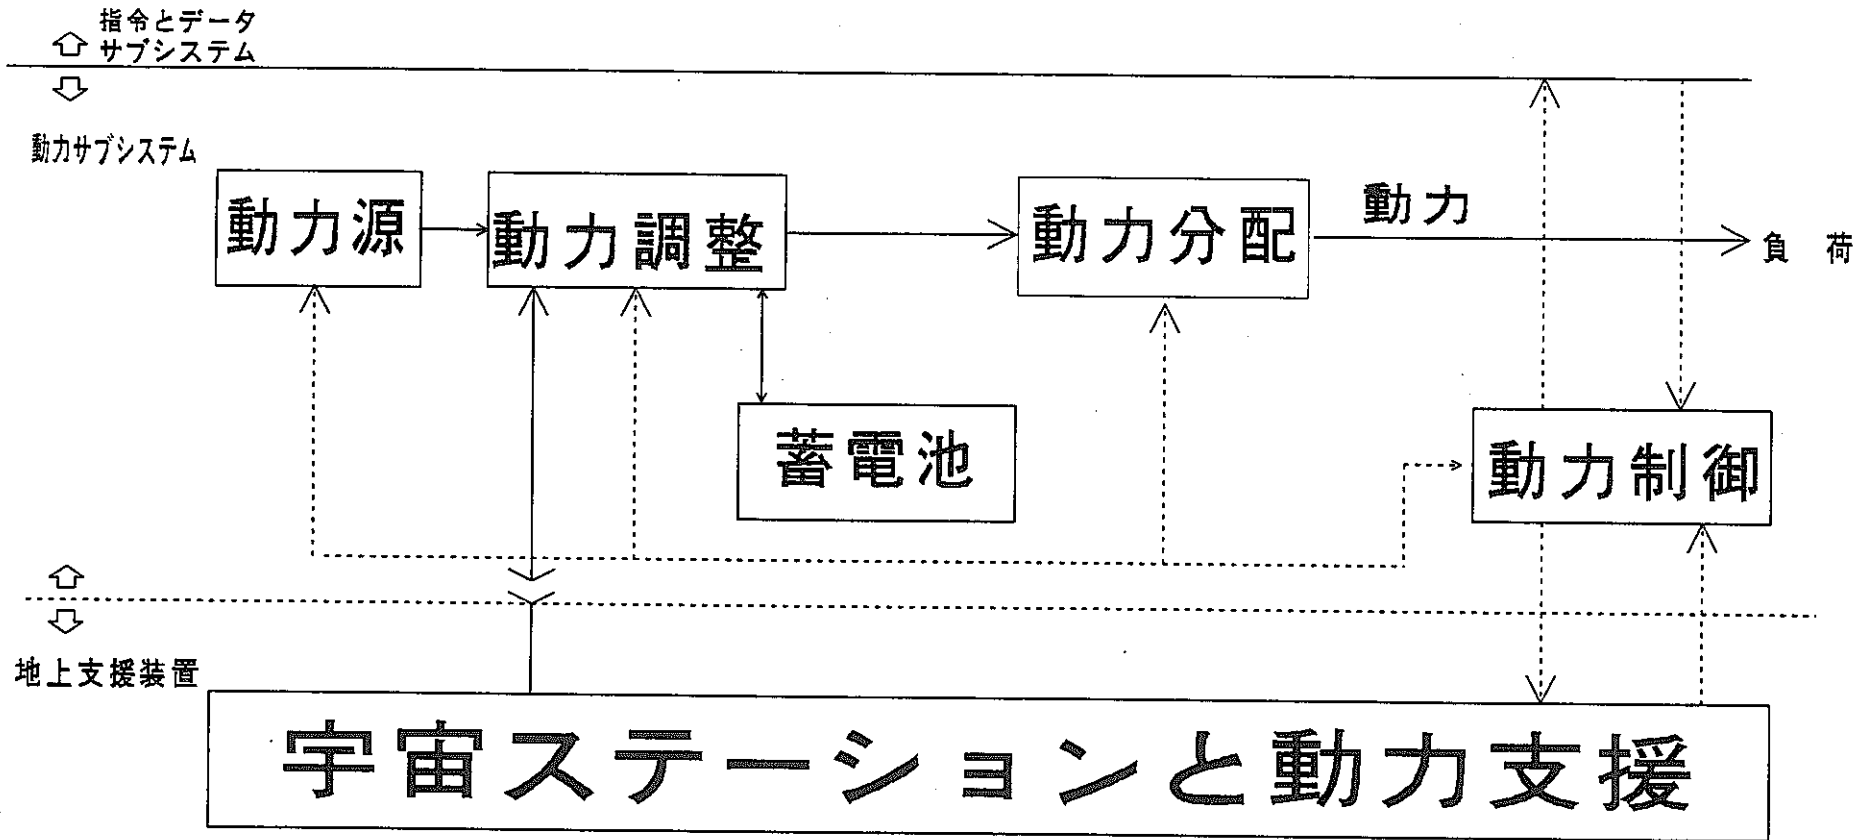 指令とデータ
サブシステム
動力サブシステム
動力源
動力調整
動力分配
動力
負荷
蓄電池
動力制御
地上支援装置
宇宙ステーションと動力支援